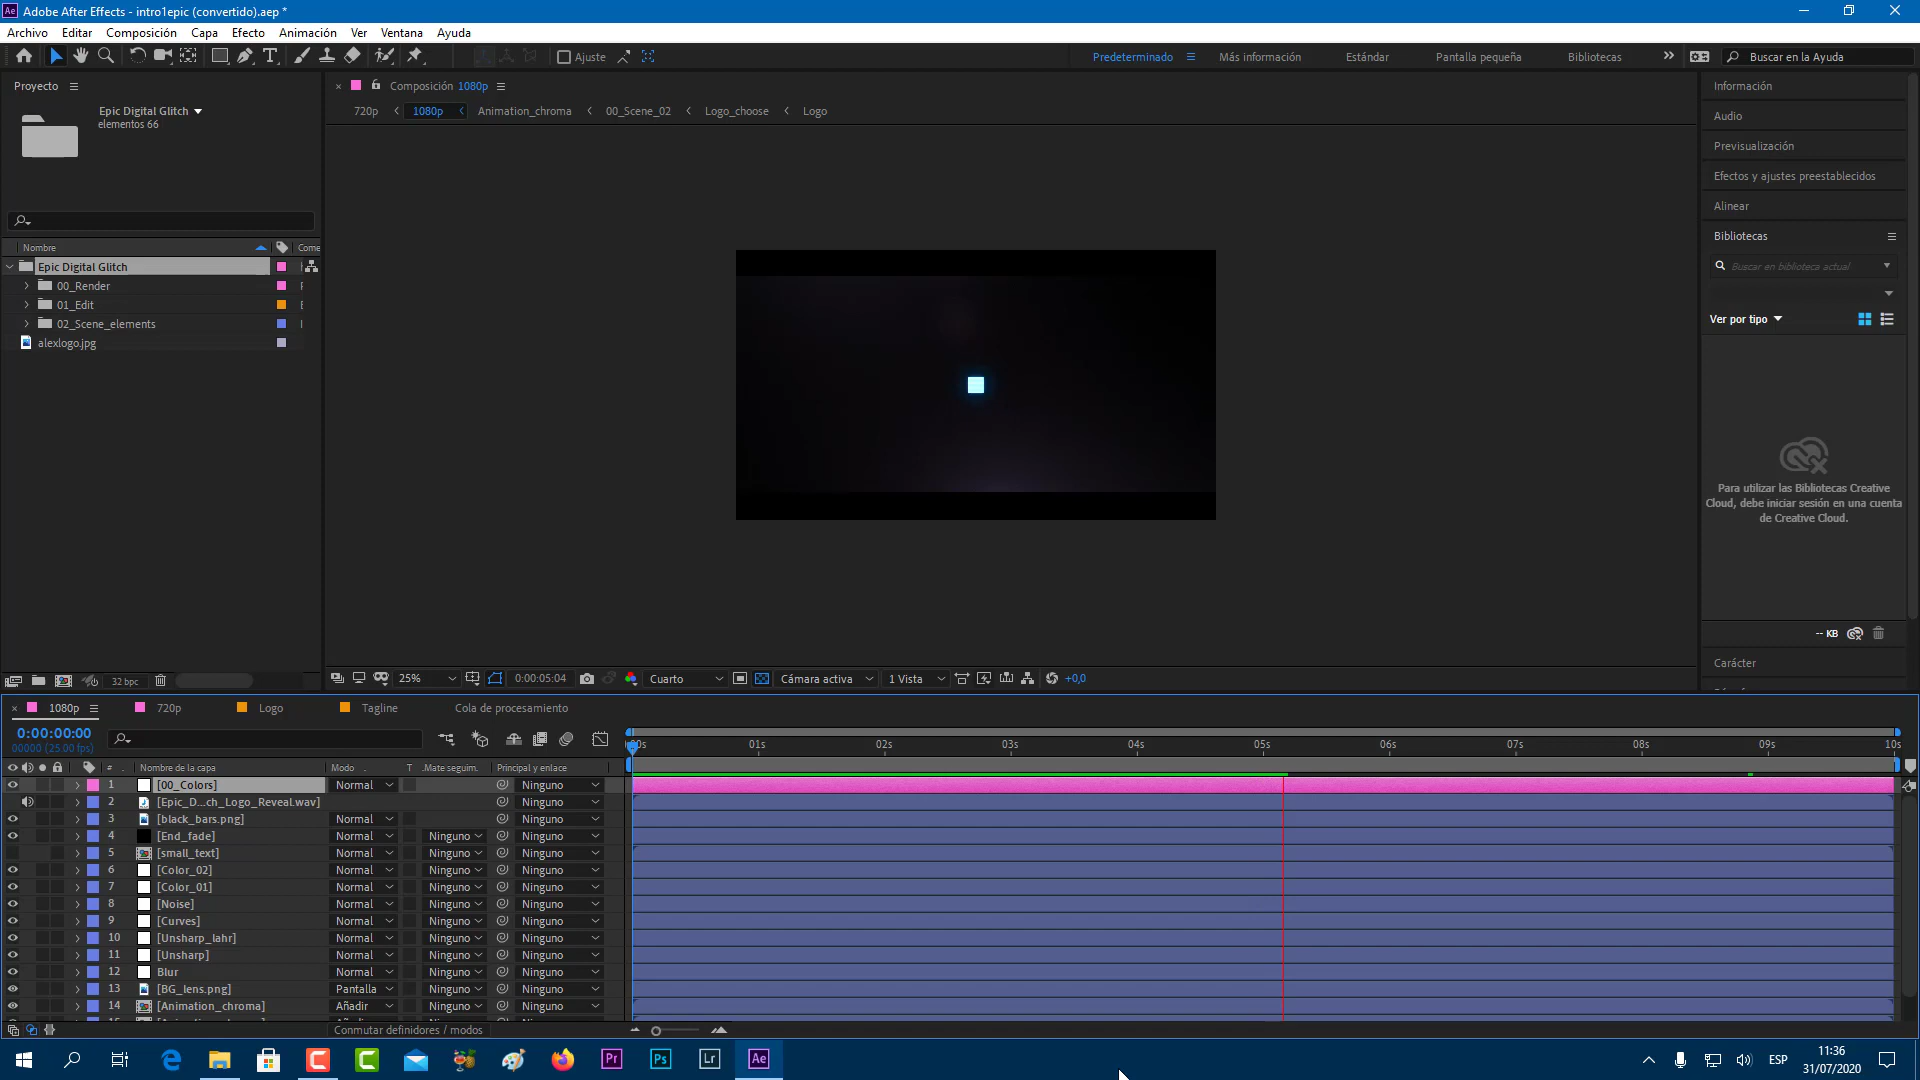 Adobe After Effects - intro1epic (convertido).aep *
Archivo Editar Composición Capa Efecto Animación Ver Ventana Ayuda
Ajuste
Predeterminado Más información Estándar Pantalla pequeña Bibliotecas
Buscar en la Ayuda
Proyecto
Epic Digital Glitch
elementos 66
Nombre Come
Epic Digital Glitch
00_Render
01_Edit
02_Scene_elements
alexlogo.jpg
32 bpc
Composición 1080p
720p 1080p Animation_chroma 00_Scene_02 Logo_choose Logo
25% 0:00:05:04 Cuarto Cámara activa 1 Vista +0,0
Información
Audio
Previsualización
Efectos y ajustes preestablecidos
Alinear
Bibliotecas
Buscar en biblioteca actual
Ver por tipo
Para utilizar las Bibliotecas Creative
Cloud, debe iniciar sesión en una cuenta
de Creative Cloud.
-- KB
Carácter
1080p 720p Logo Tagline Cola de procesamiento
0:00:00:00
00000 (25.00 fps)
01s 02s 03s 04s 05s 06s 07s 08s 09s 10s
# Nombre de la capa Modo T .Mate seguim. Principal y enlace
1 [00_Colors] Normal Ninguno
2 [Epic_D...ch_Logo_Reveal.wav] Ninguno
3 [black_bars.png] Normal Ninguno
4 [End_fade] Normal Ninguno Ninguno
5 [small_text] Normal Ninguno Ninguno
6 [Color_02] Normal Ninguno Ninguno
7 [Color_01] Normal Ninguno Ninguno
8 [Noise] Normal Ninguno Ninguno
9 [Curves] Normal Ninguno Ninguno
10 [Unsharp_lahr] Normal Ninguno Ninguno
11 [Unsharp] Normal Ninguno Ninguno
12 Blur Normal Ninguno Ninguno
13 [BG_lens.png] Pantalla Ninguno Ninguno
14 [Animation_chroma] Añadir Ninguno Ninguno
Conmutar definidores / modos
Pr Ps Lr Ae
ESP
11:36
31/07/2020